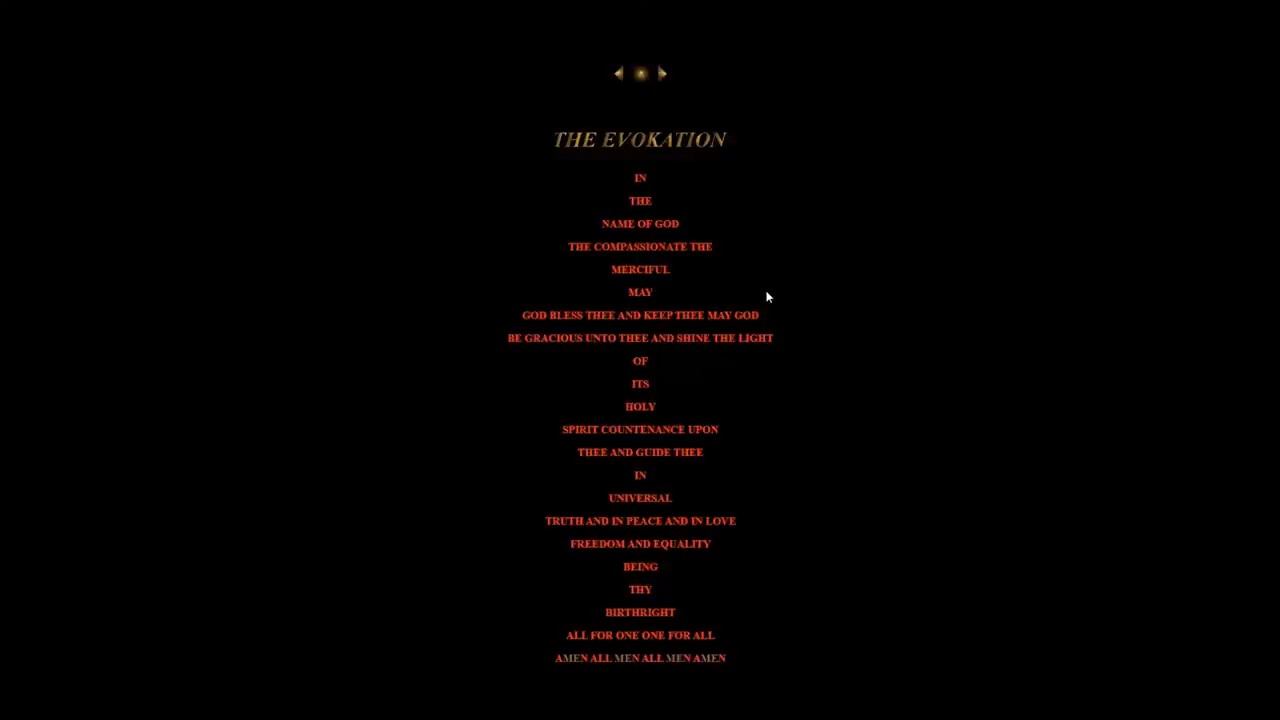 THE EVOKATION
IN
THE
NAME OF GOD
THE COMPASSIONATE THE
MERCIFUL
MAY
GOD BLESS THEE AND KEEP THEE MAY GOD
BE GRACIOUS UNTO THEE AND SHINE THE LIGHT
OF
ITS
HOLY
SPIRIT COUNTENANCE UPON
THEE AND GUIDE THEE
IN
UNIVERSAL
TRUTH AND IN PEACE AND IN LOVE
FREEDOM AND EQUALITY
BEING
THY
BIRTHRIGHT
ALL FOR ONE ONE FOR ALL
AMEN ALL MEN ALL MEN AMEN